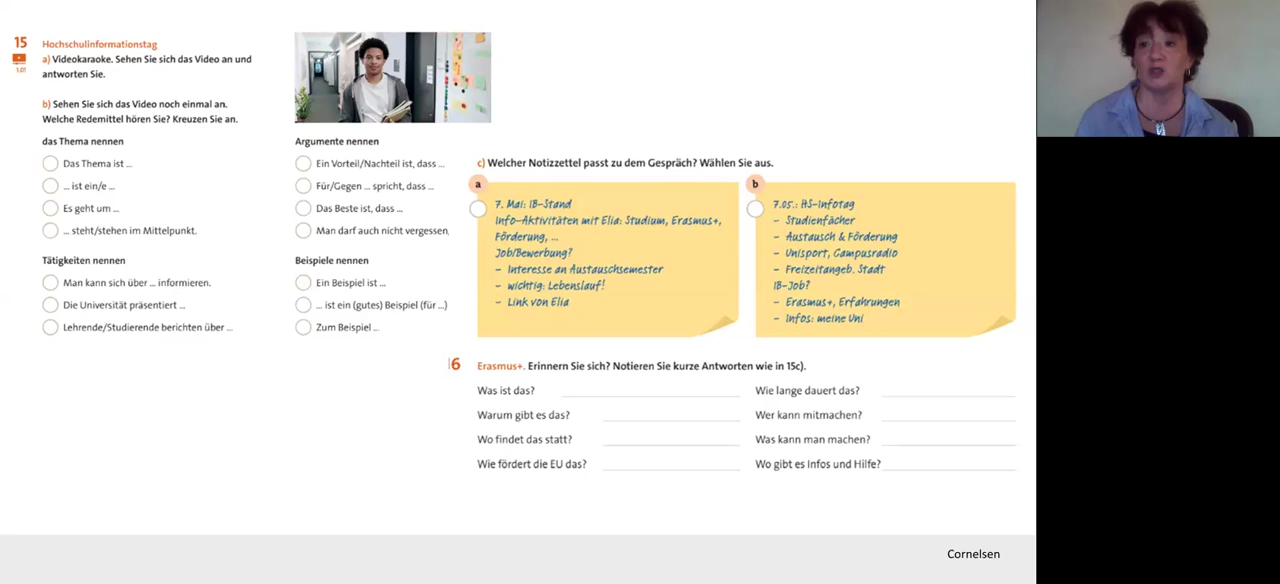 15 Hochschulinformationstag
a) Videokaraoke. Sehen Sie sich das Video an und
antworten Sie.
1.01
b) Sehen Sie sich das Video noch einmal an.
Welche Redemittel hören Sie? Kreuzen Sie an.
das Thema nennen
Das Thema ist ...
... ist ein/e ...
Es geht um ...
... steht/stehen im Mittelpunkt.
Tätigkeiten nennen
Man kann sich über ... informieren.
Die Universität präsentiert ...
Lehrende/Studierende berichten über ...
Argumente nennen
Ein Vorteil/Nachteil ist, dass ...
Für/Gegen ... spricht, dass ...
Das Beste ist, dass ...
Man darf auch nicht vergessen,
Beispiele nennen
Ein Beispiel ist ...
... ist ein (gutes) Beispiel (für ...)
Zum Beispiel ...
c) Welcher Notizzettel passt zu dem Gespräch? Wählen Sie aus.
a
7. Mai: IB-Stand
Info-Aktivitäten mit Elia: Studium, Erasmus+,
Förderung, ...
Job/Bewerbung?
- Interesse an Austauschsemester
- wichtig: Lebenslauf!
- Link von Elia
b
7.05.: HS-Infotag
- Studienfächer
- Austausch & Förderung
- Unisport, Campusradio
- Freizeitangeb. Stadt
IB-Job?
- Erasmus+, Erfahrungen
- Infos: meine Uni
16 Erasmus+. Erinnern Sie sich? Notieren Sie kurze Antworten wie in 15c).
Was ist das?
Warum gibt es das?
Wo findet das statt?
Wie fördert die EU das?
Wie lange dauert das?
Wer kann mitmachen?
Was kann man machen?
Wo gibt es Infos und Hilfe?
Cornelsen